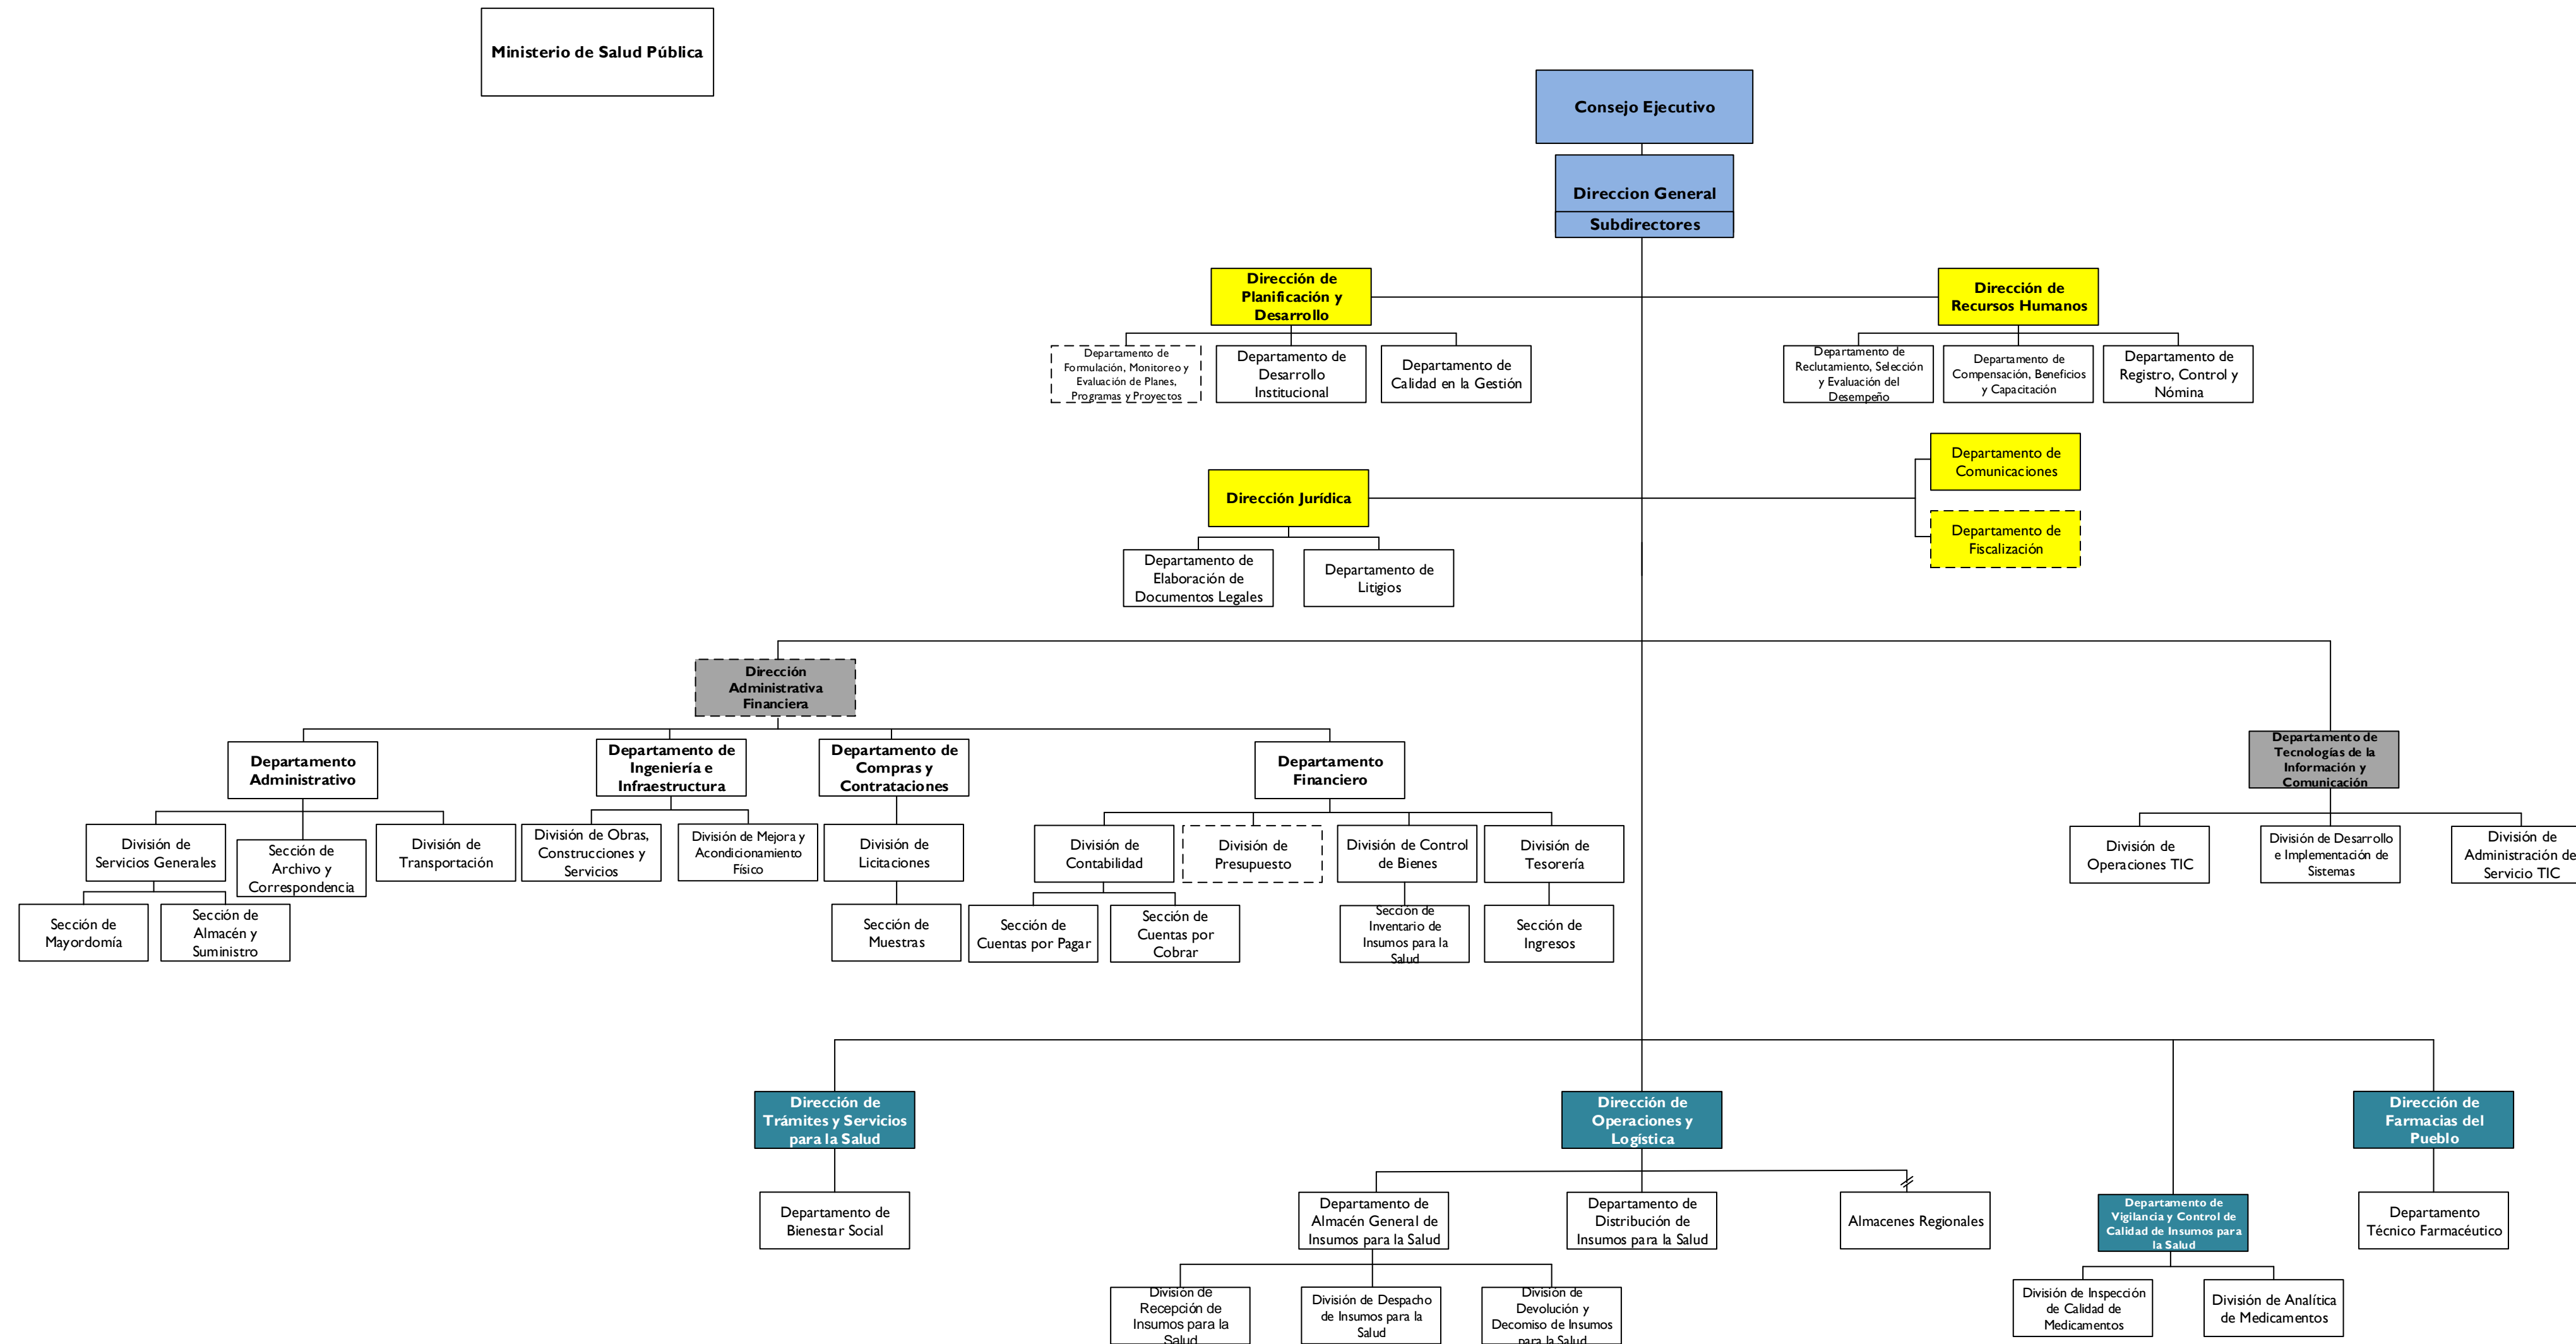 Ministerio de Salud Pública
Consejo Ejecutivo
Direccion General
Subdirectores
Dirección de
Planificación y
Desarrollo
Dirección de
Recursos Humanos
Departamento de
Formulación, Monitoreo y
Evaluación de Planes,
Programas y Proyectos
Departamento de
Desarrollo
Institucional
Departamento de
Calidad en la Gestión
Departamento de
Reclutamiento, Selección
y Evaluación del
Desempeño
Departamento de
Compensación, Beneficios
y Capacitación
Departamento de
Registro, Control y
Nómina
Departamento de
Comunicaciones
Dirección Jurídica
Departamento de
Fiscalización
Departamento de
Elaboración de
Documentos Legales
Departamento de
Litigios
Dirección
Administrativa
Financiera
Departamento
Administrativo
Departamento de
Ingeniería e
Infraestructura
Departamento de
Compras y
Contrataciones
Departamento
Financiero
Departamento de
Tecnologías de la
Información y
Comunicación
División de
Servicios Generales
Sección de
Archivo y
Correspondencia
División de
Transportación
División de Obras,
Construcciones y
Servicios
División de Mejora y
Acondicionamiento
Físico
División de
Licitaciones
División de
Contabilidad
División de
Presupuesto
División de Control
de Bienes
División de
Tesorería
División de
Operaciones TIC
División de Desarrollo
e Implementación de
Sistemas
División de
Administración de
Servicio TIC
Sección de
Mayordomía
Sección de
Almacén y
Suministro
Sección de
Muestras
Sección de
Cuentas por Pagar
Sección de
Cuentas por
Cobrar
Sección de
Inventario de
Insumos para la
Salud
Sección de
Ingresos
Dirección de
Trámites y Servicios
para la Salud
Dirección de
Operaciones y
Logística
Dirección de
Farmacias del
Pueblo
Departamento de
Bienestar Social
Departamento de
Almacén General de
Insumos para la Salud
Departamento de
Distribución de
Insumos para la Salud
Almacenes Regionales
Departamento de
Vigilancia y Control de
Calidad de Insumos para
la Salud
Departamento
Técnico Farmacéutico
División de
Recepción de
Insumos para la
Salud
División de Despacho
de Insumos para la
Salud
División de
Devolución y
Decomiso de Insumos
para la Salud
División de Inspección
de Calidad de
Medicamentos
División de Analítica
de Medicamentos